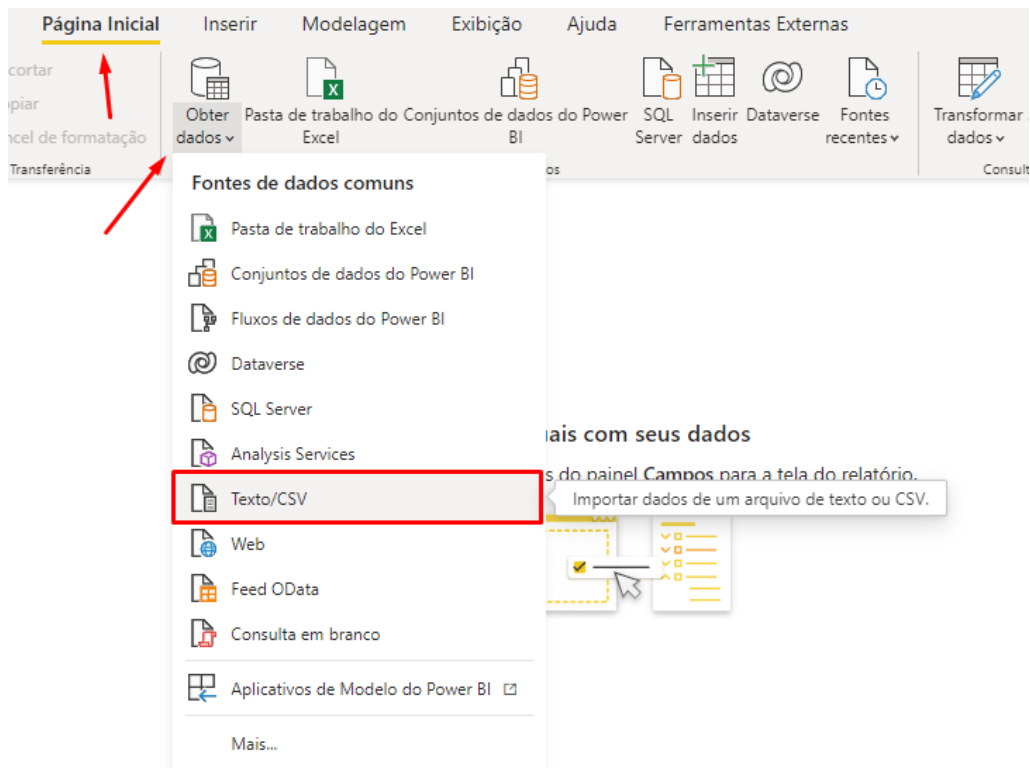 Página Inicial Inserir Modelagem Exibição Ajuda Ferramentas Externas
cortar
piar
ncel de formatação
Transferência
Obter dados
Pasta de trabalho do Excel
Conjuntos de dados do Power BI
SQL Server
Inserir dados
Dataverse
Fontes recentes
Transformar dados
os
Consult
Fontes de dados comuns
Pasta de trabalho do Excel
Conjuntos de dados do Power BI
Fluxos de dados do Power BI
Dataverse
SQL Server
Analysis Services
Texto/CSV
Web
Feed OData
Consulta em branco
Aplicativos de Modelo do Power BI
Mais...
uais com seus dados
s do painel Campos para a tela do relatório.
Importar dados de um arquivo de texto ou CSV.